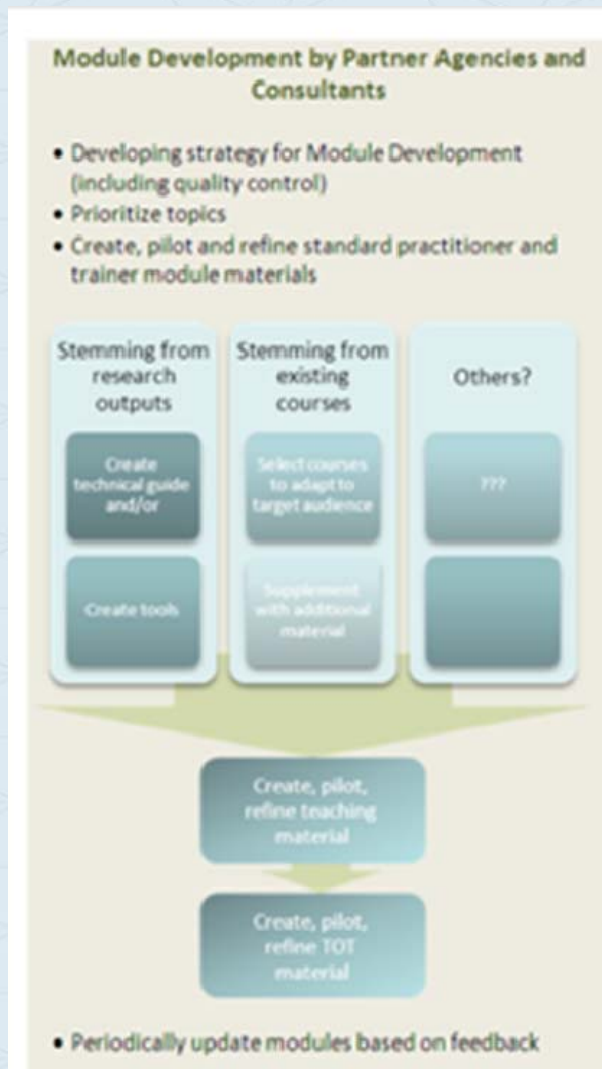 Module Development by Partner Agencies and
Consultants
• Developing strategy for Module Development
(including quality control)
• Prioritize topics
• Create, pilot and refine standard practitioner and
trainer module materials
Stemming from
research
outputs
Create
technical guide
and/or
Create tools
Stemming from
existing
courses
Select courses
to adapt to
target audience
Supplement
with additional
material
Others?
???
Create, pilot,
refine teaching
material
Create, pilot,
refine TOT
material
• Periodically update modules based on feedback